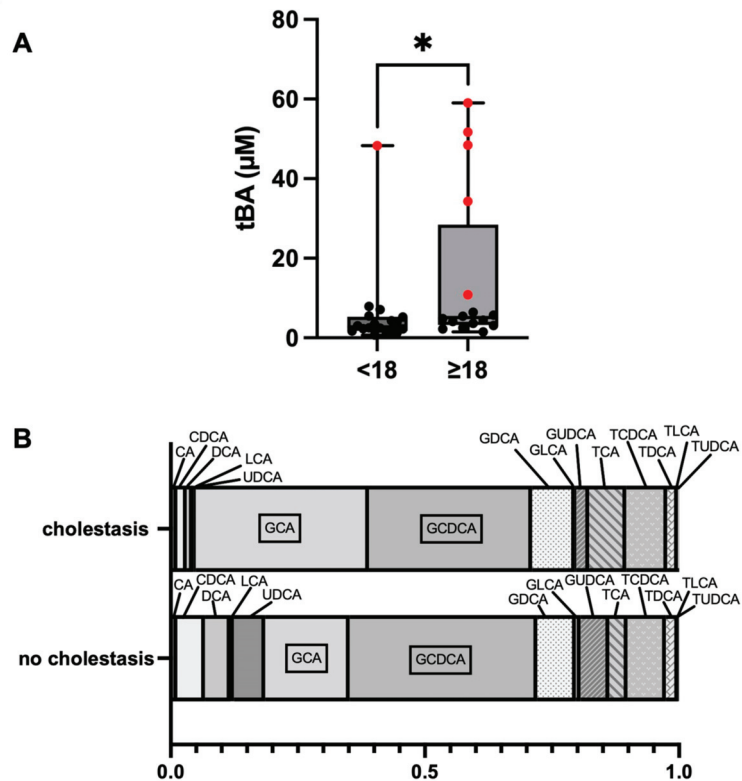 A
80
60
40
20
0
tBA (µM)
*
<18
≥18
B
CA
CDCA
DCA
LCA
UDCA
GDCA
GLCA
GUDCA
TCA
TCDCA
TDCA
TLCA
TUDCA
cholestasis
GCA
GCDCA
CA
CDCA
DCA
LCA
UDCA
GDCA
GLCA
GUDCA
TCA
TCDCA
TDCA
TLCA
TUDCA
no cholestasis
GCA
GCDCA
0.0 0.5 1.0